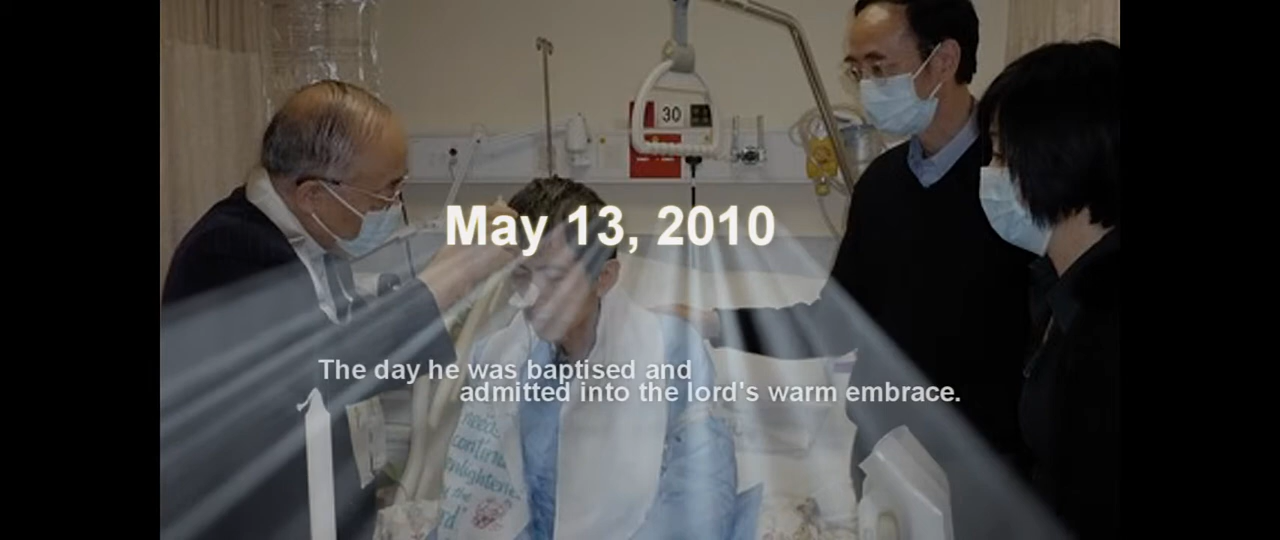 30
May 13, 2010
The day he was baptised and
admitted into the lord's warm embrace.